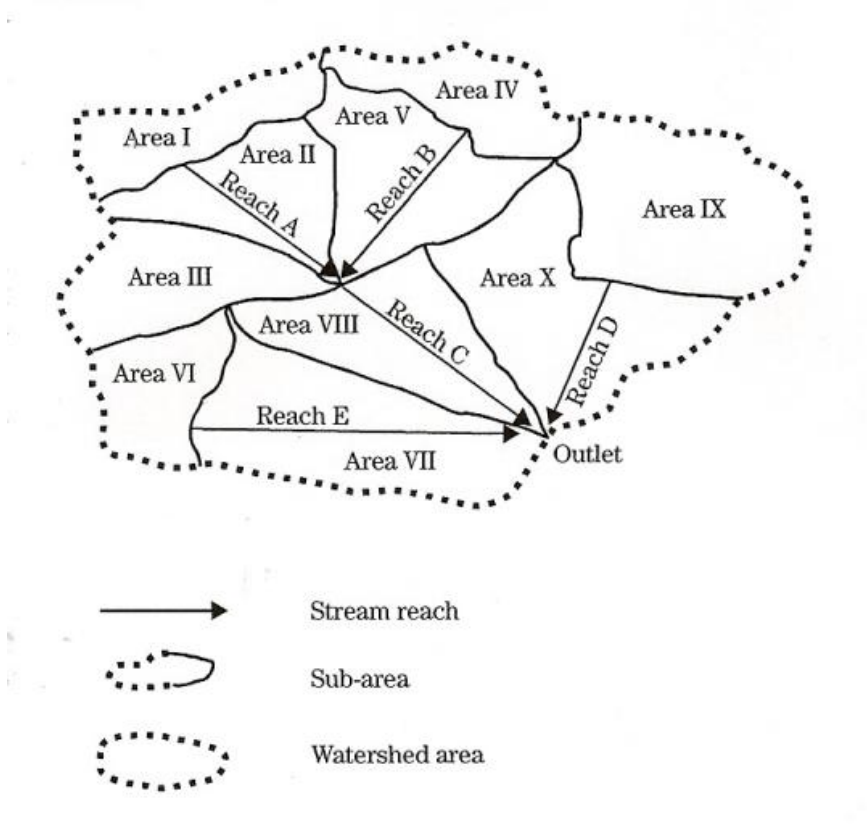 Area IV
Area V
Area I
Area II
Reach B
Reach A
Area IX
Area III
Area X
Area VIII
Reach C
Reach D
Area VI
Reach E
Area VII
Outlet
Stream reach
Sub-area
Watershed area